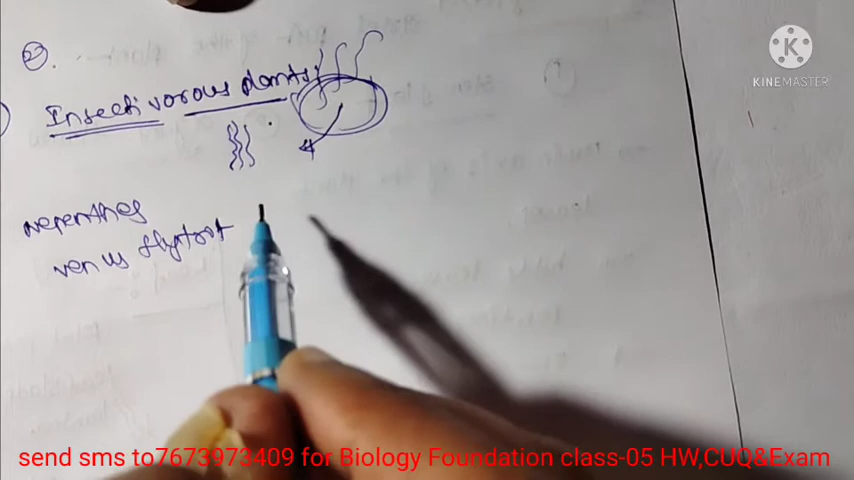 Insectivorous plants
Nepenthes
venus flytrap
KINEMASTER
send sms to7673973409 for Biology Foundation class-05 HW,CUQ&Exam